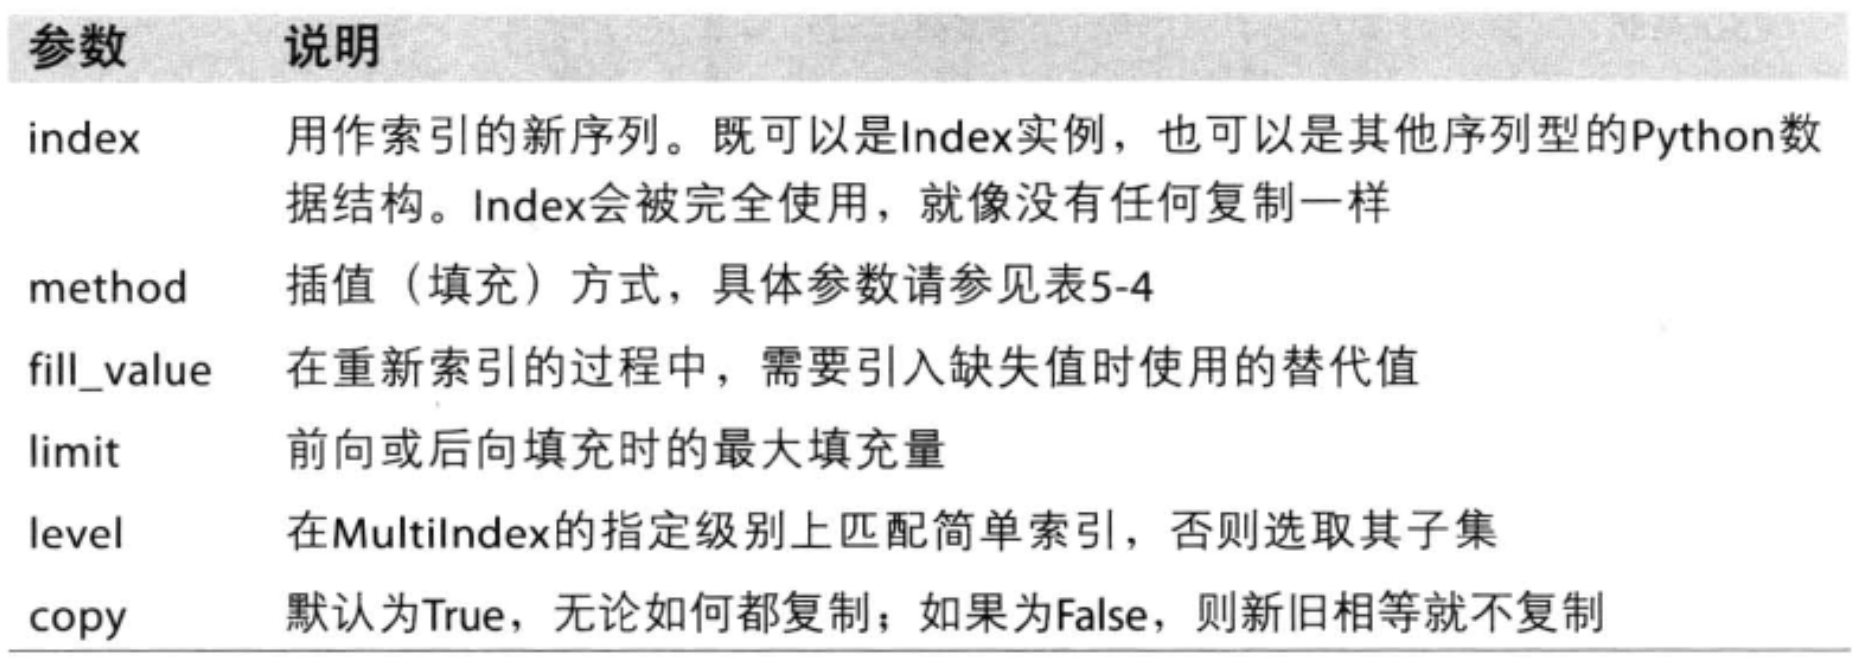 参数 说明
index 用作索引的新序列。既可以是Index实例，也可以是其他序列型的Python数
据结构。Index会被完全使用，就像没有任何复制一样
method 插值（填充）方式，具体参数请参见表5-4
fill_value 在重新索引的过程中，需要引入缺失值时使用的替代值
limit 前向或后向填充时的最大填充量
level 在MultiIndex的指定级别上匹配简单索引，否则选取其子集
copy 默认为True，无论如何都复制；如果为False，则新旧相等就不复制